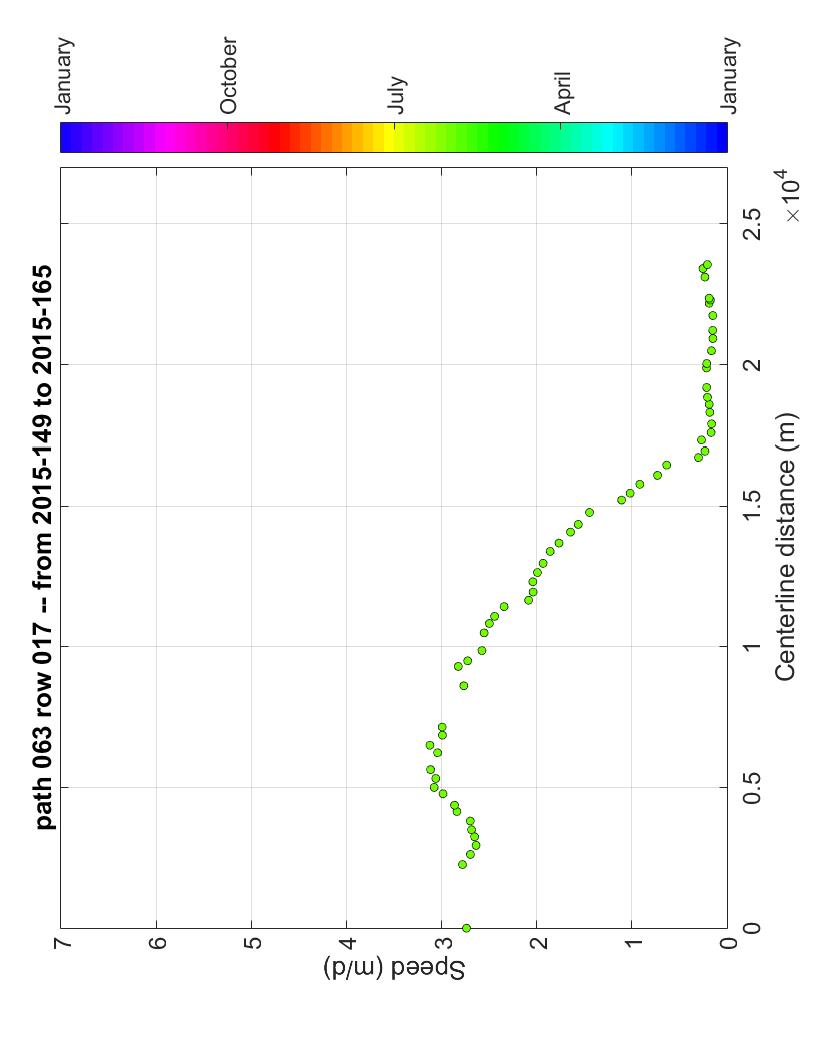 path 063 row 017 -- from 2015-149 to 2015-165
7
6
5
4
3
2
1
0
Speed (m/d)
0
0.5
1
1.5
2
2.5
×10⁴
Centerline distance (m)
January
October
July
April
January